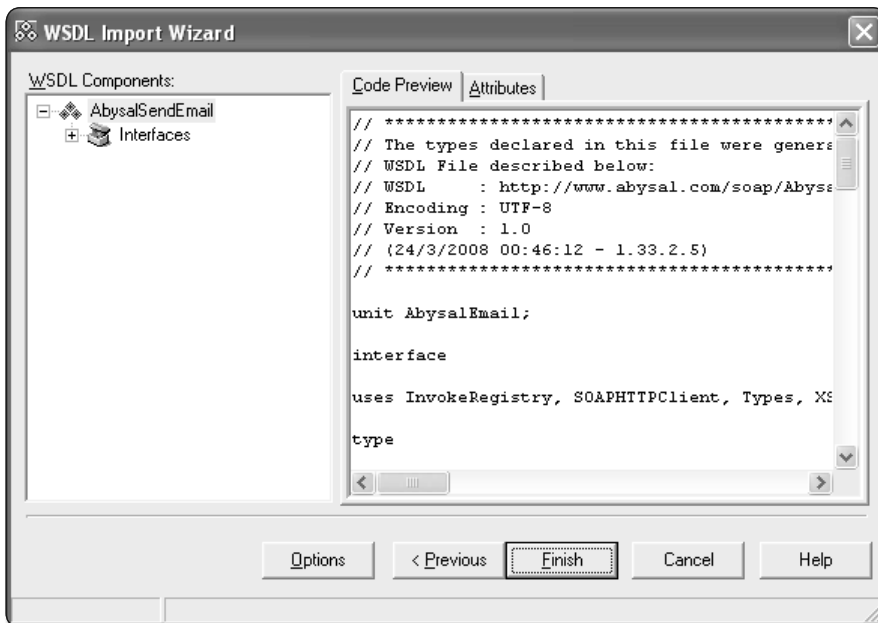 WSDL Import Wizard
WSDL Components:
AbysalSendEmail
Interfaces
Code Preview
Attributes
// *******************************************
// The types declared in this file were genera
// WSDL File described below:
// WSDL     : http://www.abysal.com/soap/Abysa
// Encoding : UTF-8
// Version  : 1.0
// (24/3/2008 00:46:12 - 1.33.2.5)
// *******************************************
unit AbysalEmail;
interface
uses InvokeRegistry, SOAPHTTPClient, Types, XS
type
Options
< Previous
Finish
Cancel
Help